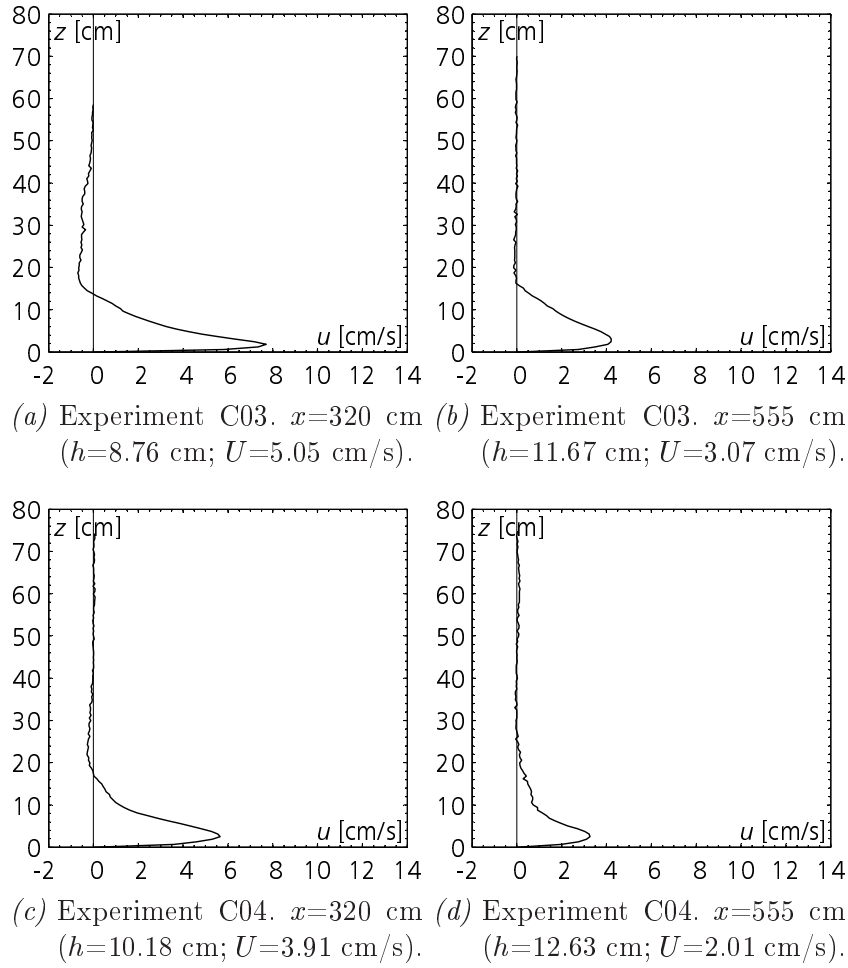 80
z [cm]
70
60
50
40
30
20
10
u [cm/s]
0
-2 0 2 4 6 8 10 12 14
(a) Experiment C03. x=320 cm
(h=8.76 cm; U=5.05 cm/s).
80
z [cm]
70
60
50
40
30
20
10
u [cm/s]
0
-2 0 2 4 6 8 10 12 14
(b) Experiment C03. x=555 cm
(h=11.67 cm; U=3.07 cm/s).
80
z [cm]
70
60
50
40
30
20
10
u [cm/s]
0
-2 0 2 4 6 8 10 12 14
(c) Experiment C04. x=320 cm
(h=10.18 cm; U=3.91 cm/s).
80
z [cm]
70
60
50
40
30
20
10
u [cm/s]
0
-2 0 2 4 6 8 10 12 14
(d) Experiment C04. x=555 cm
(h=12.63 cm; U=2.01 cm/s).